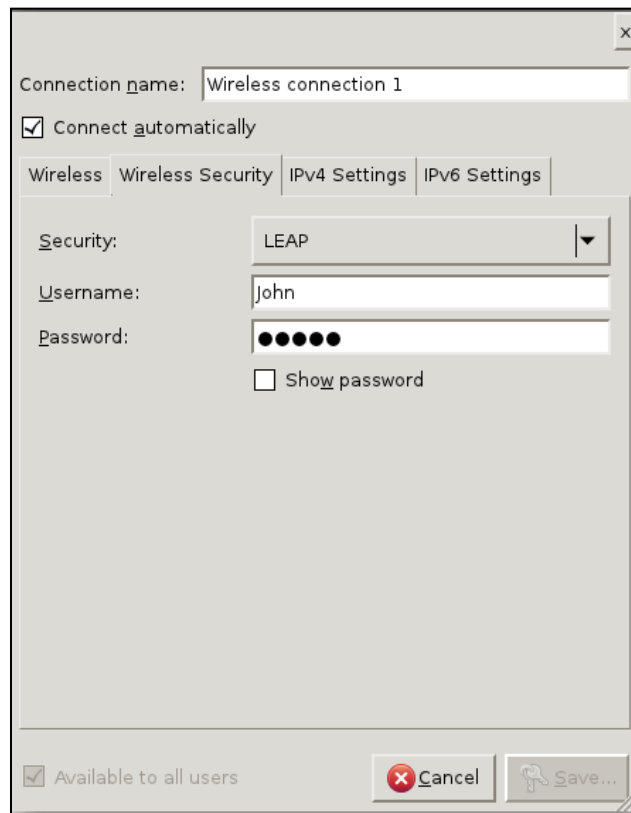 x
Connection name: Wireless connection 1
Connect automatically
Wireless Wireless Security IPv4 Settings IPv6 Settings
Security: LEAP
Username: John
Password: ●●●●●
Show password
Available to all users Cancel Save...